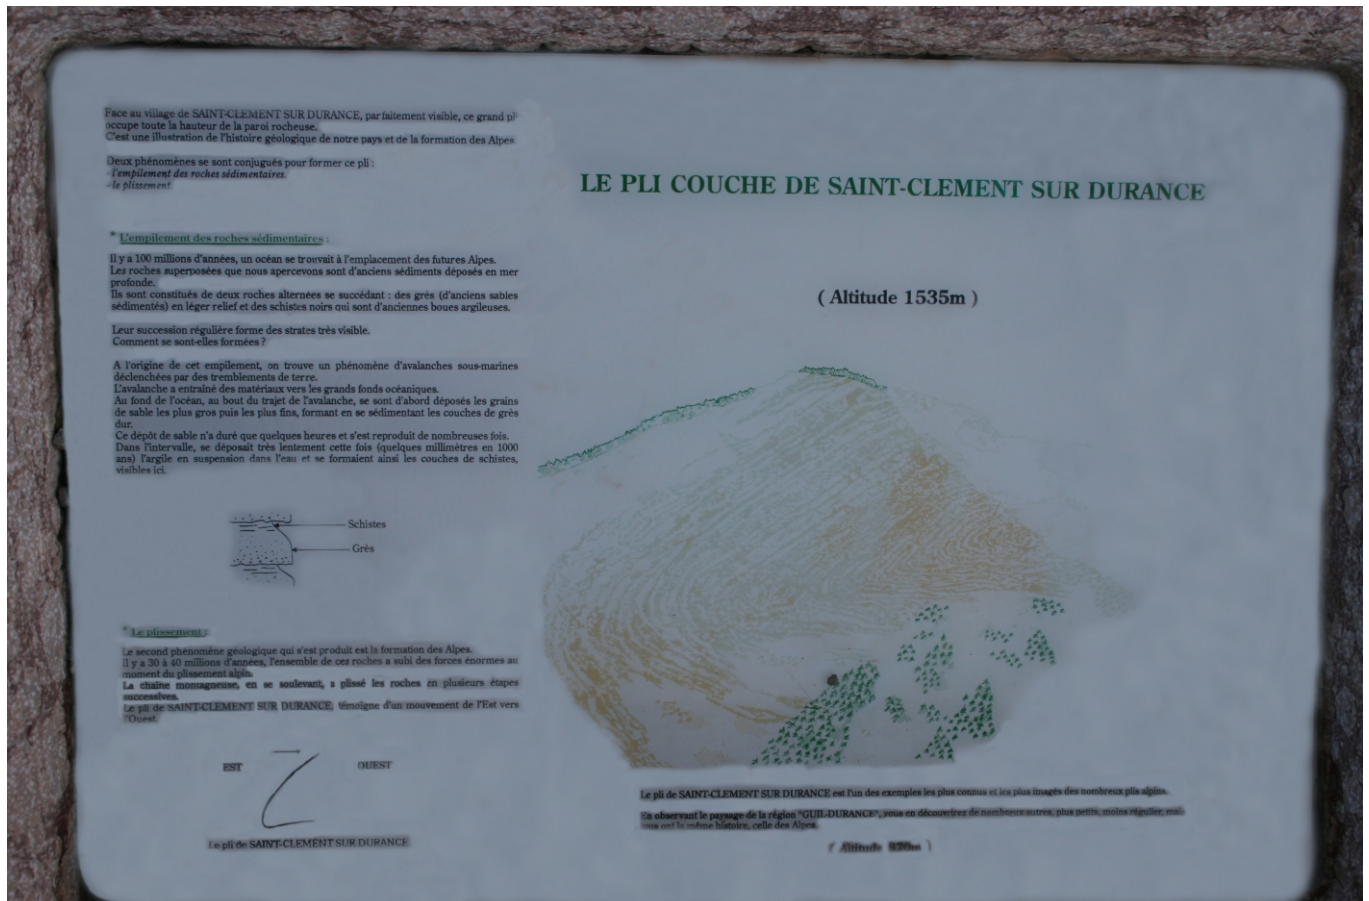 Face au village de SAINT-CLEMENT SUR DURANCE, parfaitement visible, ce grand pli
occupe toute la hauteur de la paroi rocheuse.
C'est une illustration de l'histoire géologique de notre pays et de la formation des Alpes.
Deux phénomènes se sont conjugués pour former ce pli :
- l'empilement des roches sédimentaires.
- le plissement
* L'empilement des roches sédimentaires :
Il y a 100 millions d'années, un océan se trouvait à l'emplacement des futures Alpes.
Les roches superposées que nous apercevons sont d'anciens sédiments déposés en mer
profonde.
Ils sont constitués de deux roches alternées se succédant : des grès (d'anciens sables
sédimentés) en léger relief et des schistes noirs qui sont d'anciennes boues argileuses.
Leur succession régulière forme des strates très visible.
Comment se sont-elles formées ?
A l'origine de cet empilement, on trouve un phénomène d'avalanches sous-marines
déclenchées par des tremblements de terre.
L'avalanche a entraîné des matériaux vers les grands fonds océaniques.
Au fond de l'océan, au bout du trajet de l'avalanche, se sont d'abord déposés les grains
de sable les plus gros puis les plus fins, formant en se sédimentant les couches de grès
dur.
Ce dépôt de sable n'a duré que quelques heures et s'est reproduit de nombreuses fois.
Dans l'intervalle, se déposait très lentement cette fois (quelques millimètres en 1000
ans) l'argile en suspension dans l'eau et se formaient ainsi les couches de schistes,
visibles ici.
Schistes
Grès
* Le plissement :
Le second phénomène géologique qui s'est produit est la formation des Alpes.
Il y a 30 à 40 millions d'années, l'ensemble de ces roches a subi des forces énormes au
moment du plissement alpin.
La chaîne montagneuse, en se soulevant, a plissé les roches en plusieurs étapes
successives.
Le pli de SAINT-CLEMENT SUR DURANCE, témoigne d'un mouvement de l'Est vers
l'Ouest.
EST
OUEST
Le pli de SAINT-CLEMENT SUR DURANCE
LE PLI COUCHE DE SAINT-CLEMENT SUR DURANCE
( Altitude 1535m )
Le pli de SAINT-CLEMENT SUR DURANCE est l'un des exemples les plus connus et les plus imagés des nombreux plis alpins.
En observant le paysage de la région "GUIL-DURANCE", vous en découvrirez de nombreux autres, plus petits, moins régulier, mais
tous ont la même histoire, celle des Alpes.
( Altitude )